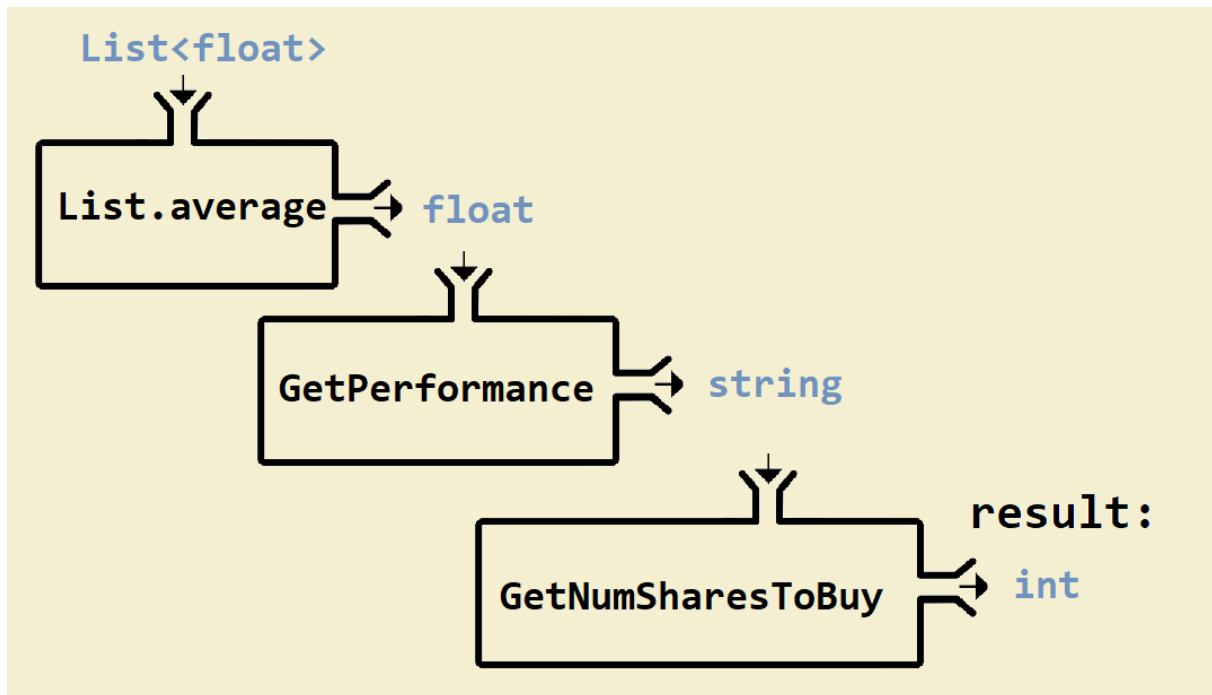 List<float>
List.average
float
GetPerformance
string
result:
GetNumSharesToBuy
int